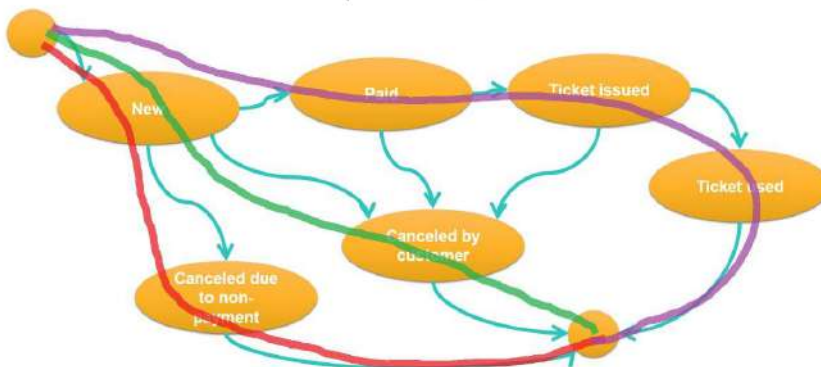 New
Paid
Ticket issued
Ticket used
Canceled by
customer
Canceled due
to non-
payment